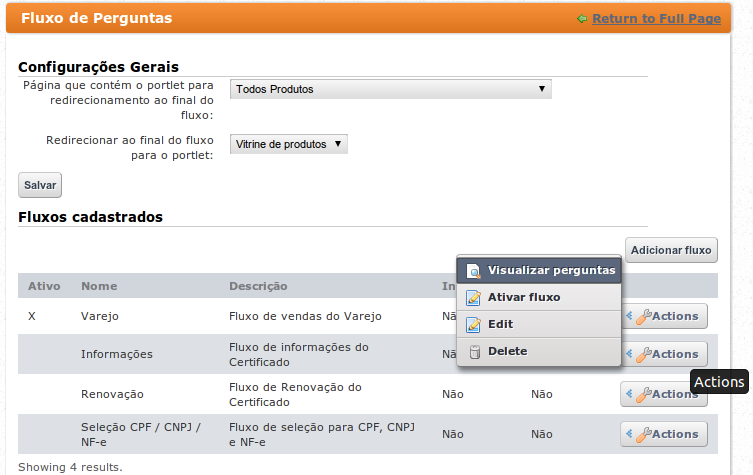 Fluxo de Perguntas
Return to Full Page
Configurações Gerais
Página que contém o portlet para
redirecionamento ao final do
fluxo:
Todos Produtos
Redirecionar ao final do fluxo
para o portlet:
Vitrine de produtos
Salvar
Fluxos cadastrados
Adicionar fluxo
Visualizar perguntas
Ativar fluxo
Edit
Delete
Ativo Nome Descrição
X Varejo Fluxo de vendas do Varejo Actions
Informações Fluxo de informações do
Certificado Actions
Actions
Renovação Fluxo de Renovação do
Certificado Não Não Actions
Seleção CPF / CNPJ /
NF-e Fluxo de seleção para CPF, CNPJ
e NF-e Não Não Actions
Showing 4 results.